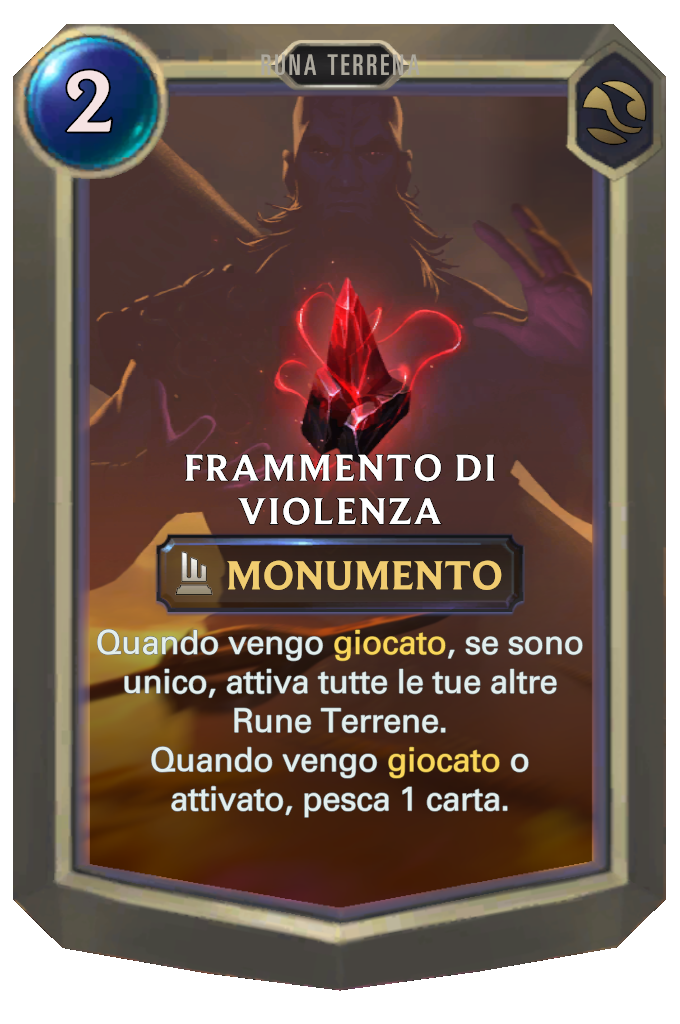 2
RUNA TERRENA
FRAMMENTO DI
VIOLENZA
MONUMENTO
Quando vengo giocato, se sono
unico, attiva tutte le tue altre
Rune Terrene.
Quando vengo giocato o
attivato, pesca 1 carta.